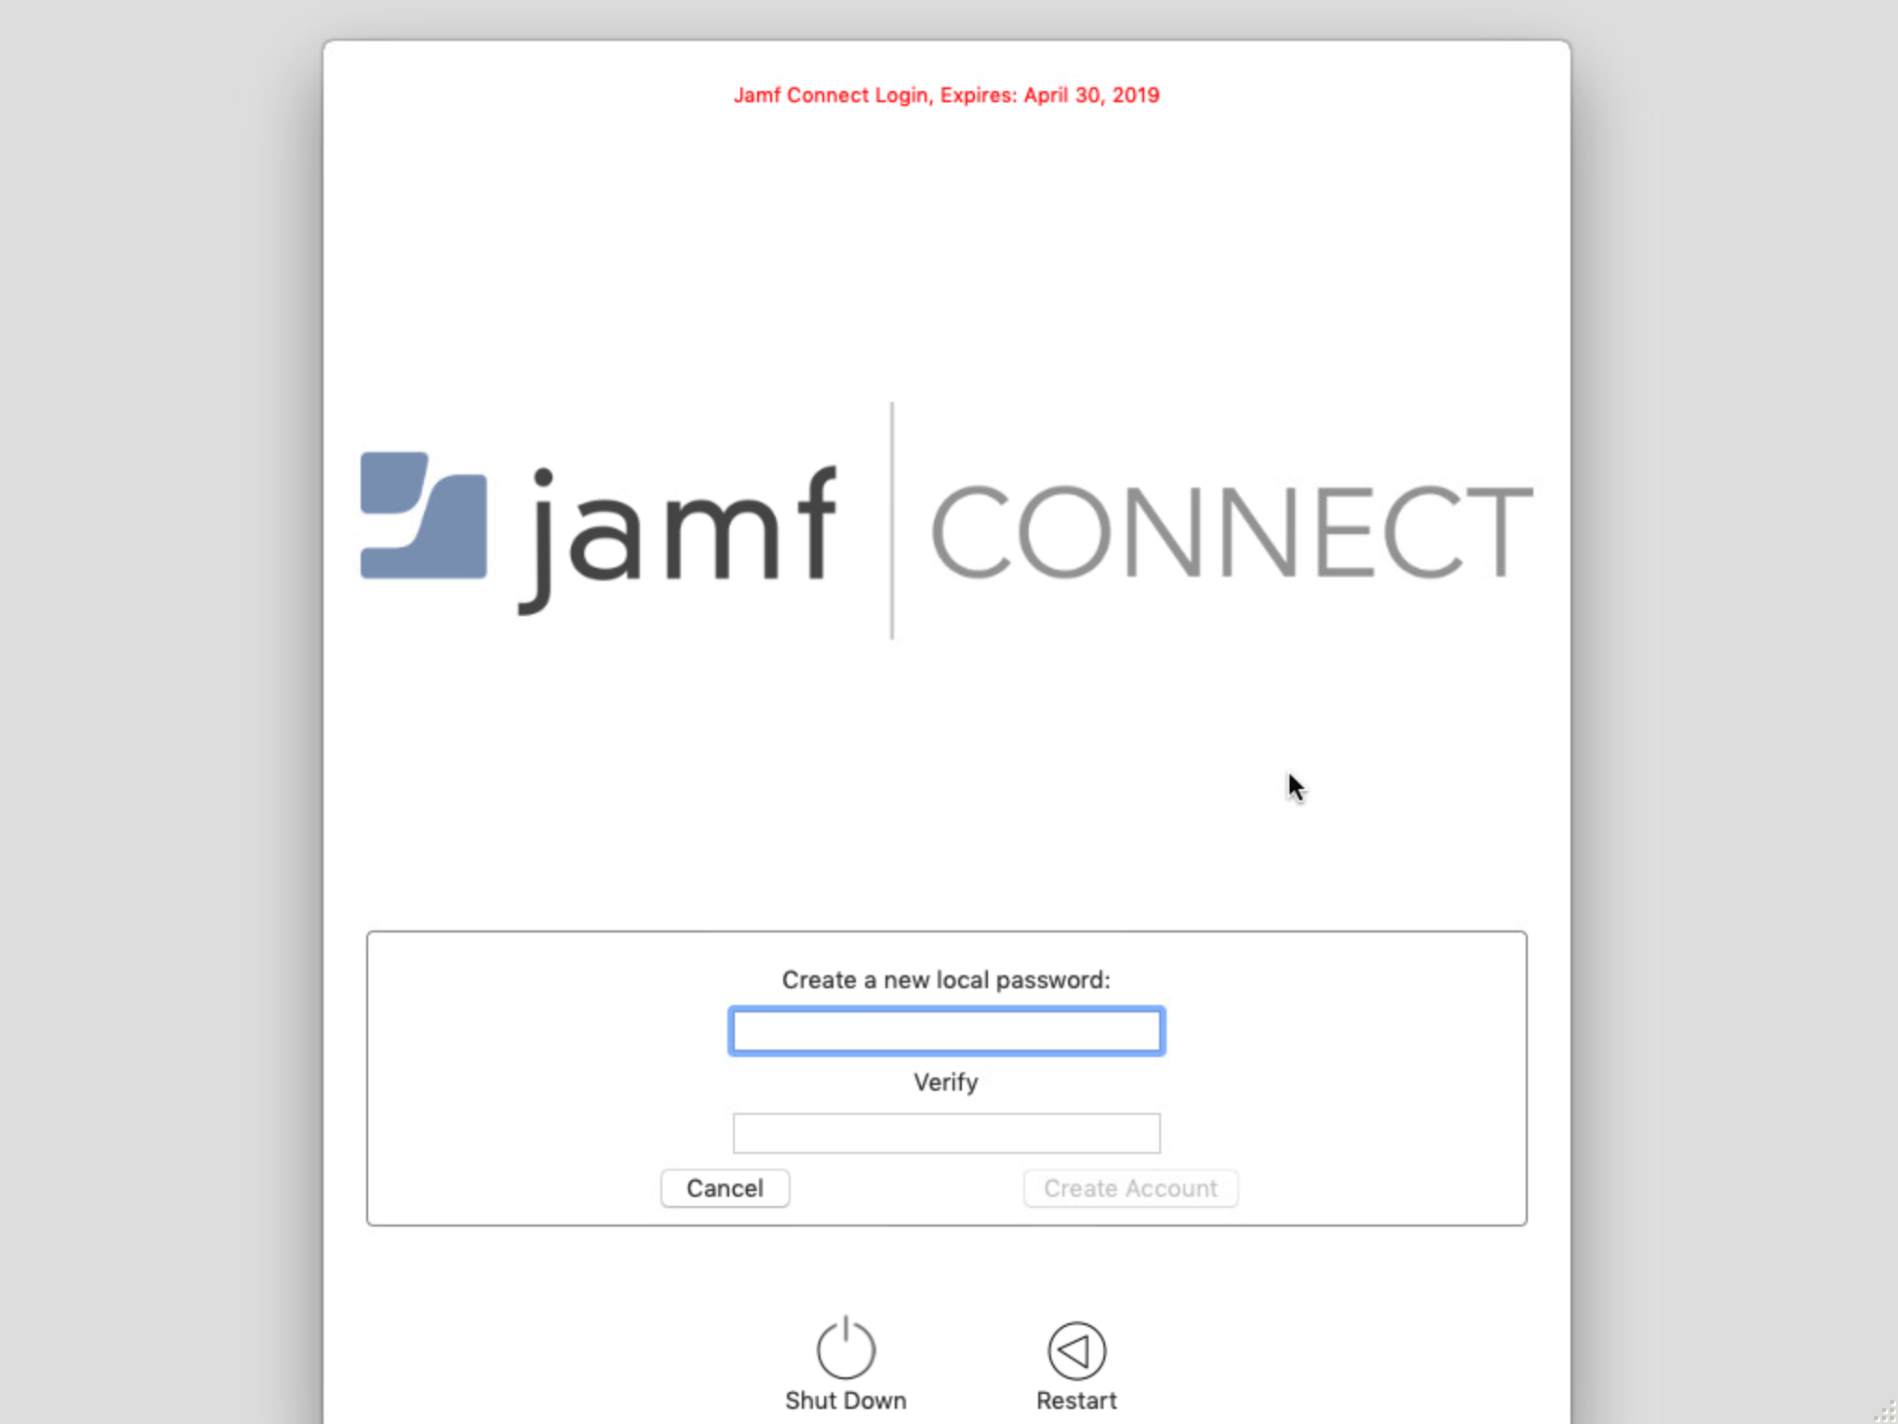 Jamf Connect Login, Expires: April 30, 2019
jamf CONNECT
Create a new local password:
Verify
Cancel Create Account
Shut Down Restart